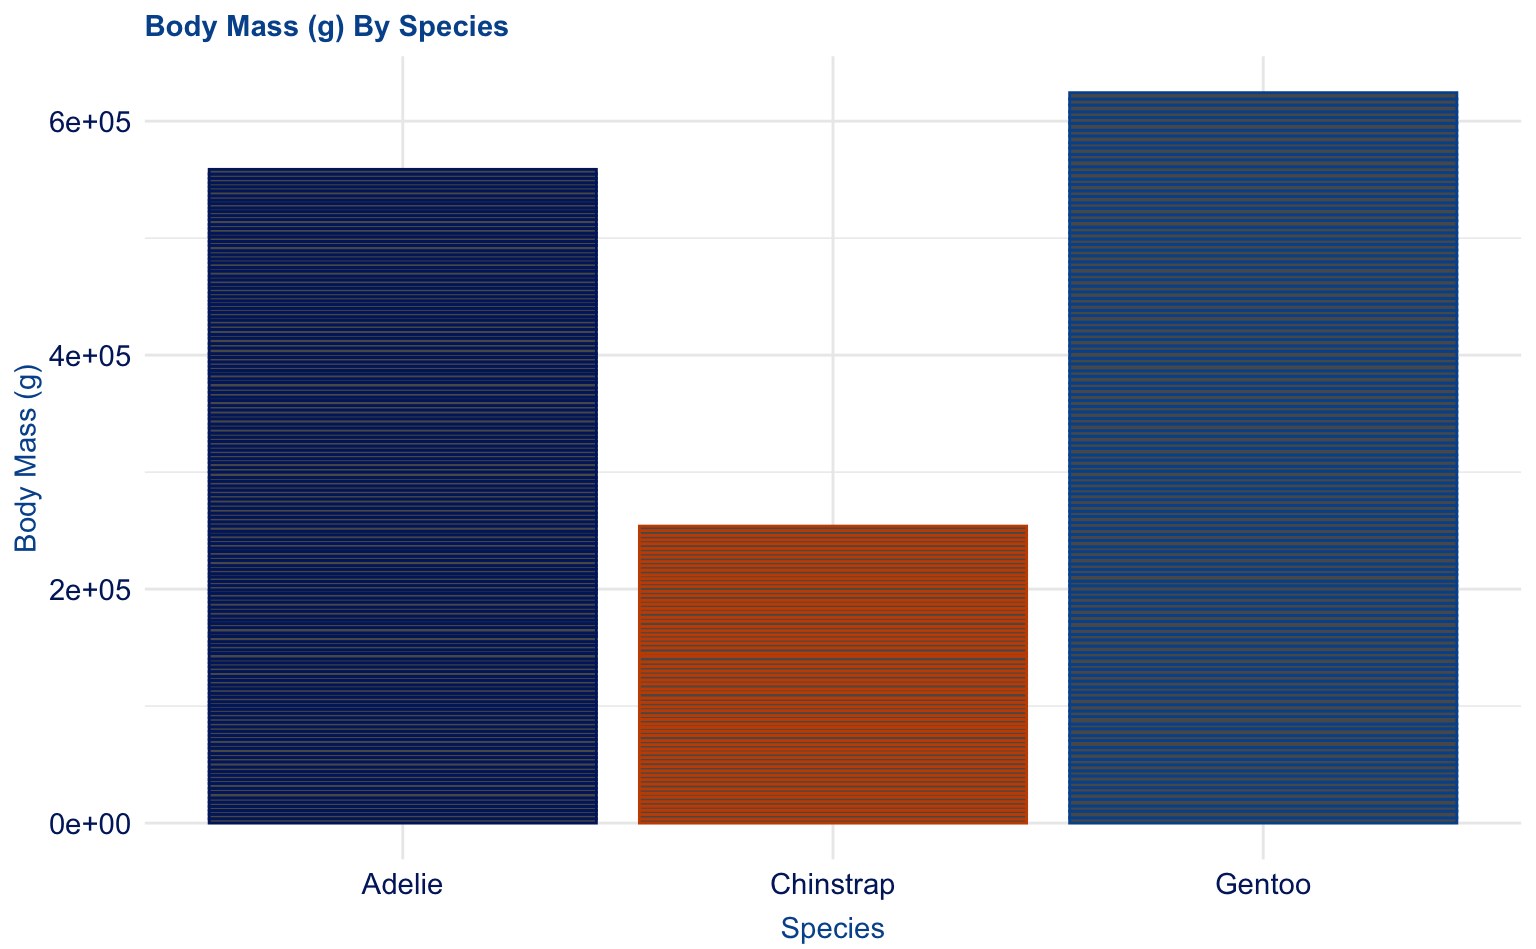 Body Mass (g) By Species
6e+05
4e+05
2e+05
0e+00
Body Mass (g)
Adelie
Chinstrap
Gentoo
Species